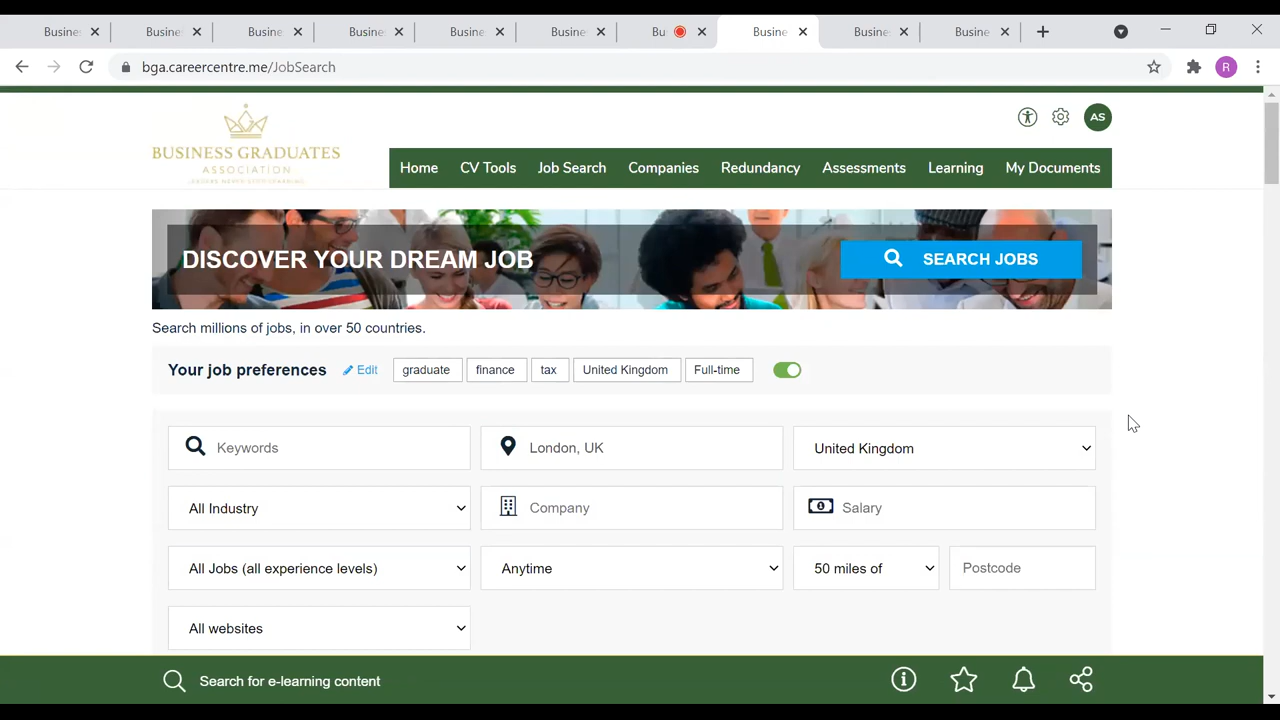 Busine Busine Busine Busine Busine Busine Bu Busine Busine Busine
bga.careercentre.me/JobSearch
R
BUSINESS GRADUATES
ASSOCIATION
AS
Home CV Tools Job Search Companies Redundancy Assessments Learning My Documents
DISCOVER YOUR DREAM JOB
SEARCH JOBS
Search millions of jobs, in over 50 countries.
Your job preferences Edit graduate finance tax United Kingdom Full-time
Keywords London, UK United Kingdom
All Industry Company Salary
All Jobs (all experience levels) Anytime 50 miles of Postcode
All websites
Search for e-learning content